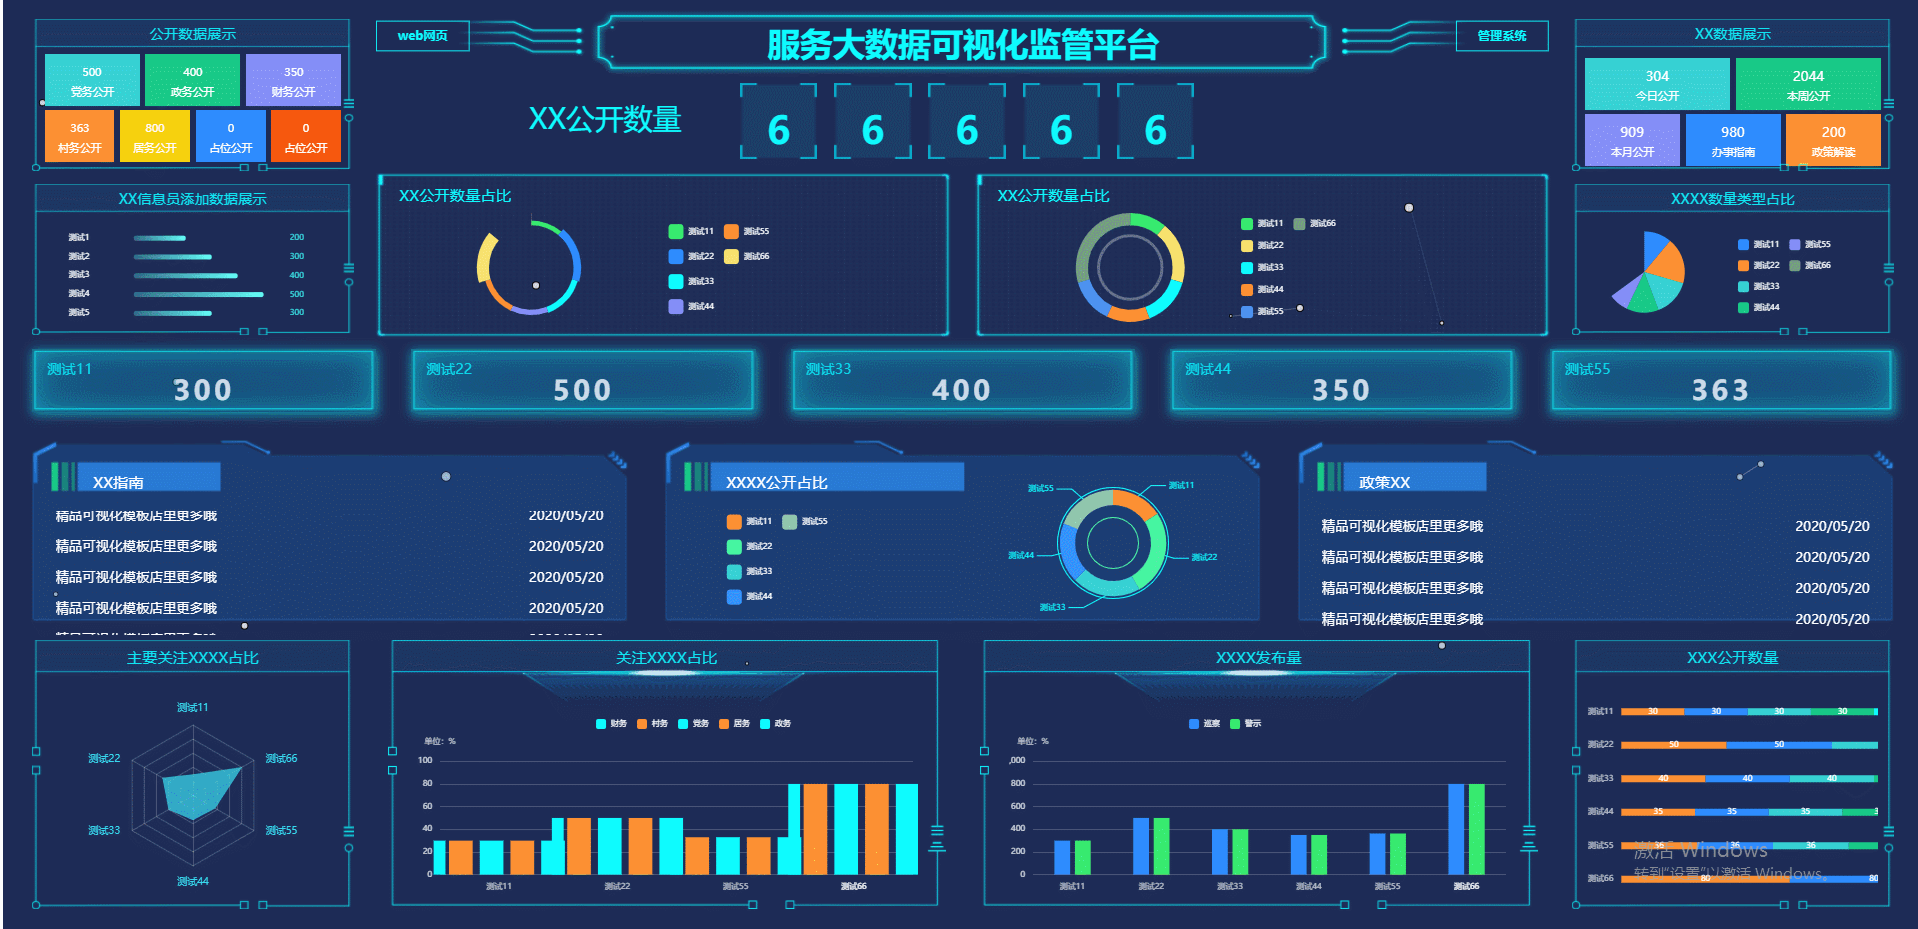 公开数据展示
500 400 350
党务公开 政务公开 财务公开
363 800 0 0
村务公开 居务公开 占位公开 占位公开
web网页
服务大数据可视化监管平台
管理系统
XX公开数量 6 6 6 6 6
XX数据展示
304 2044
今日公开 本周公开
909 980 200
本月公开 办事指南 政策解读
XX信息员添加数据展示
测试1 200
测试2 300
测试3 400
测试4 500
测试5 300
XX公开数量占比
测试11 测试55
测试22 测试66
测试33
测试44
XX公开数量占比
测试11 测试66
测试22
测试33
测试44
测试55
XXXX数量类型占比
测试11 测试55
测试22 测试66
测试33
测试44
测试11
300
测试22
500
测试33
400
测试44
350
测试55
363
XX指南
精品可视化模板店里更多哦 2020/05/20
精品可视化模板店里更多哦 2020/05/20
精品可视化模板店里更多哦 2020/05/20
精品可视化模板店里更多哦 2020/05/20
XXXX公开占比
测试11 测试55
测试22
测试33
测试44
测试55 测试11
测试44 测试22
测试33
政策XX
精品可视化模板店里更多哦 2020/05/20
精品可视化模板店里更多哦 2020/05/20
精品可视化模板店里更多哦 2020/05/20
精品可视化模板店里更多哦 2020/05/20
主要关注XXXX占比
测试11
测试22 测试66
测试33 测试55
测试44
关注XXXX占比
财务 村务 党务 居务 政务
单位：%
100
80
60
40
20
0
测试11 测试22 测试55 测试66
XXXX发布量
巡察 警示
单位：%
,000
800
600
400
200
0
测试11 测试22 测试33 测试44 测试55 测试66
XXX公开数量
测试11 30 30 30 30
测试22 50 50
测试33 40 40 40
测试44 35 35 35 3
测试55 36 36 36
测试66 80 80
激活 Windows
转到"设置"以激活 Windows。